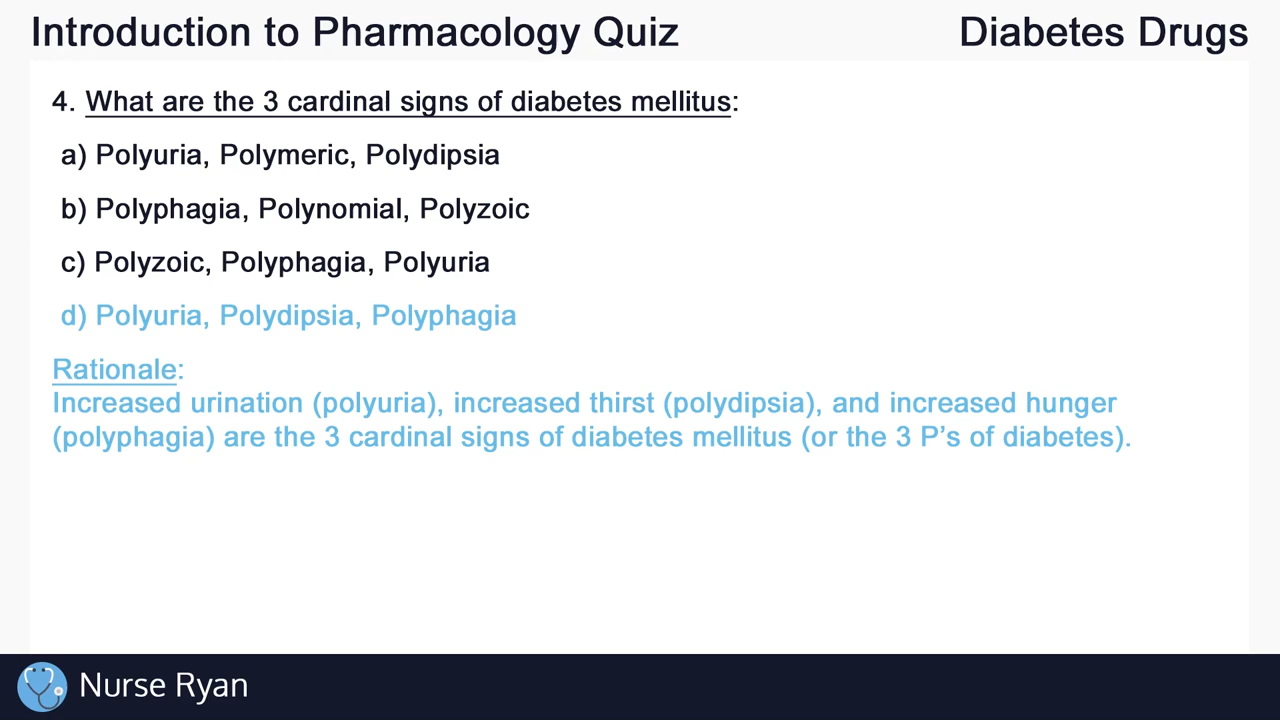 Introduction to Pharmacology Quiz
Diabetes Drugs
4. What are the 3 cardinal signs of diabetes mellitus:
a) Polyuria, Polymeric, Polydipsia
b) Polyphagia, Polynomial, Polyzoic
c) Polyzoic, Polyphagia, Polyuria
d) Polyuria, Polydipsia, Polyphagia
Rationale:
Increased urination (polyuria), increased thirst (polydipsia), and increased hunger
(polyphagia) are the 3 cardinal signs of diabetes mellitus (or the 3 P’s of diabetes).
Nurse Ryan